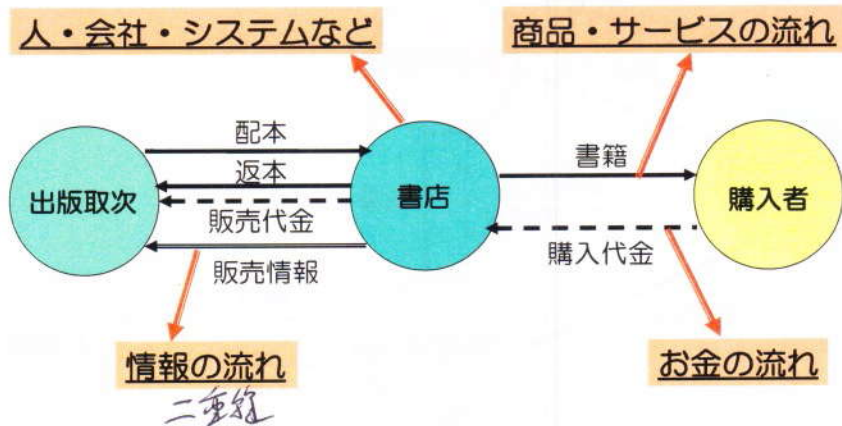 人・会社・システムなど
商品・サービスの流れ
配本
返本
書籍
出版取次
書店
購入者
販売代金
購入代金
販売情報
情報の流れ
お金の流れ
二重線